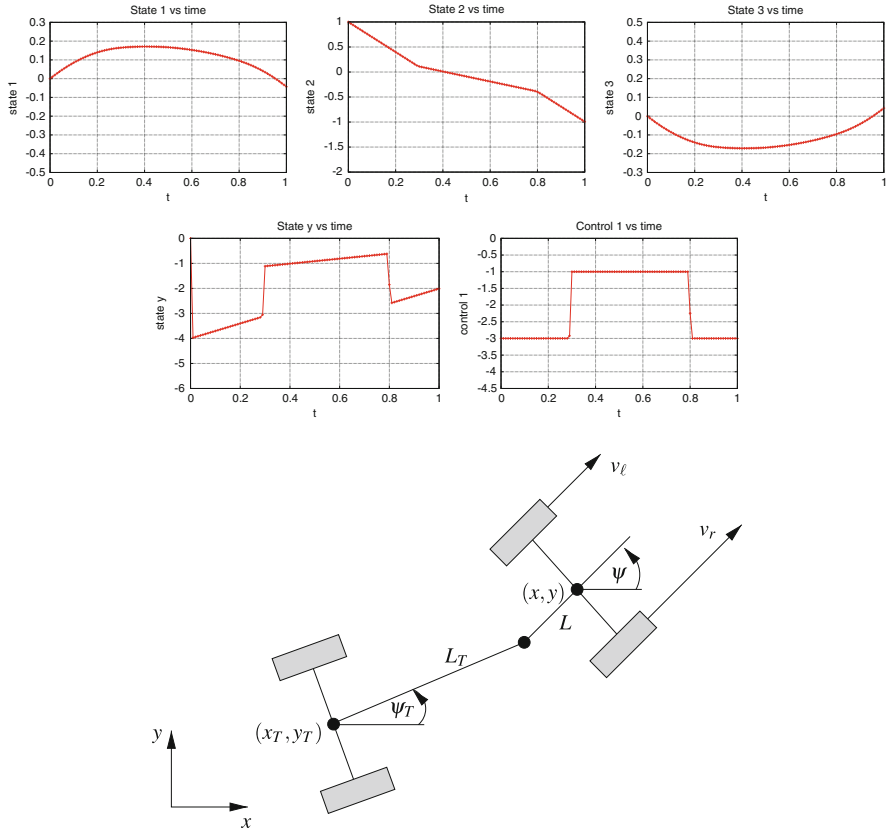 State 1 vs time
state 1
0.3
0.2
0.1
0
-0.1
-0.2
-0.3
-0.4
-0.5
0 0.2 0.4 0.6 0.8 1
t
State 2 vs time
state 2
1
0.5
0
-0.5
-1
-1.5
-2
0 0.2 0.4 0.6 0.8 1
t
State 3 vs time
state 3
0.5
0.4
0.3
0.2
0.1
0
-0.1
-0.2
-0.3
0 0.2 0.4 0.6 0.8 1
t
State y vs time
state y
0
-1
-2
-3
-4
-5
-6
0 0.2 0.4 0.6 0.8 1
t
Control 1 vs time
control 1
0
-0.5
-1
-1.5
-2
-2.5
-3
-3.5
-4
-4.5
0 0.2 0.4 0.6 0.8 1
t
vℓ
vr
ψ
(x, y)
L
LT
ψT
(xT, yT)
y
x